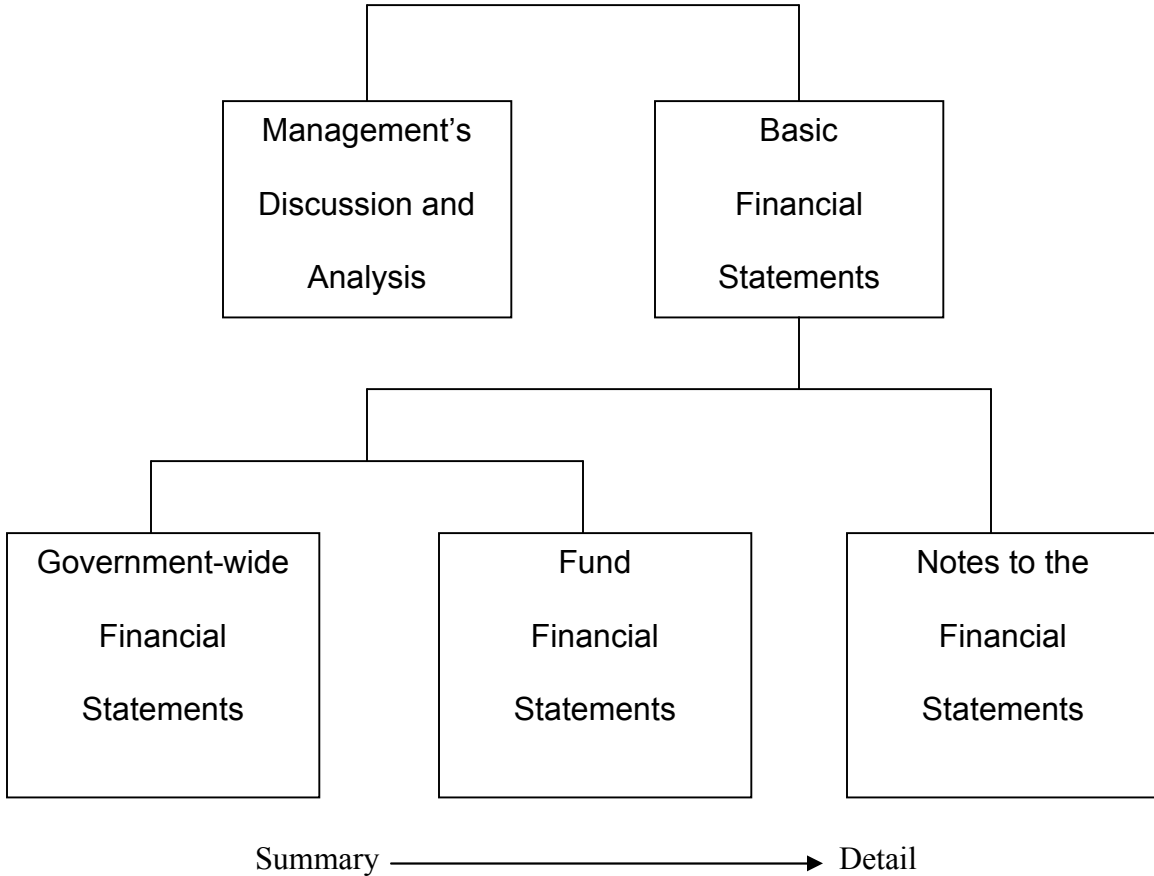 Management’s
Discussion and
Analysis
Basic
Financial
Statements
Government-wide
Financial
Statements
Fund
Financial
Statements
Notes to the
Financial
Statements
Summary
Detail